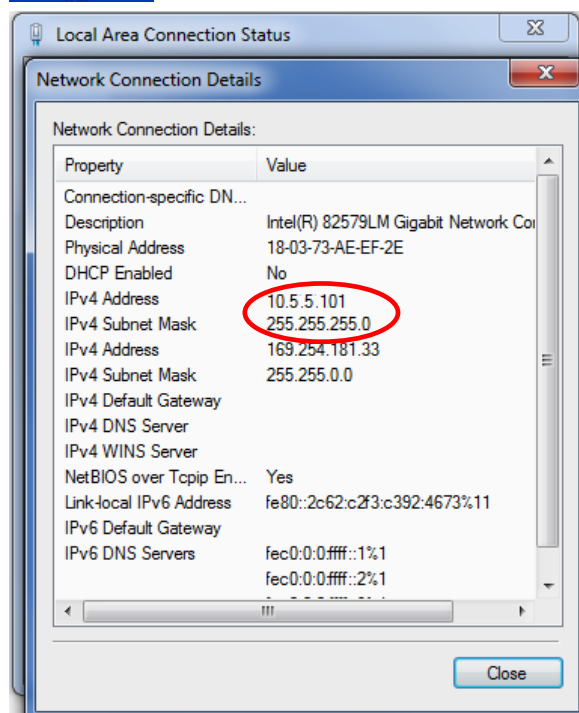 Local Area Connection Status
Network Connection Details
Network Connection Details:
Property Value
Connection-specific DN...
Description Intel(R) 82579LM Gigabit Network Co
Physical Address 18-03-73-AE-EF-2E
DHCP Enabled No
IPv4 Address 10.5.5.101
IPv4 Subnet Mask 255.255.255.0
IPv4 Address 169.254.181.33
IPv4 Subnet Mask 255.255.0.0
IPv4 Default Gateway
IPv4 DNS Server
IPv4 WINS Server
NetBIOS over Tcpip En... Yes
Link-local IPv6 Address fe80::2c62:c2f3:c392:4673%11
IPv6 Default Gateway
IPv6 DNS Servers fec0:0:0:ffff::1%1
fec0:0:0:ffff::2%1
Close